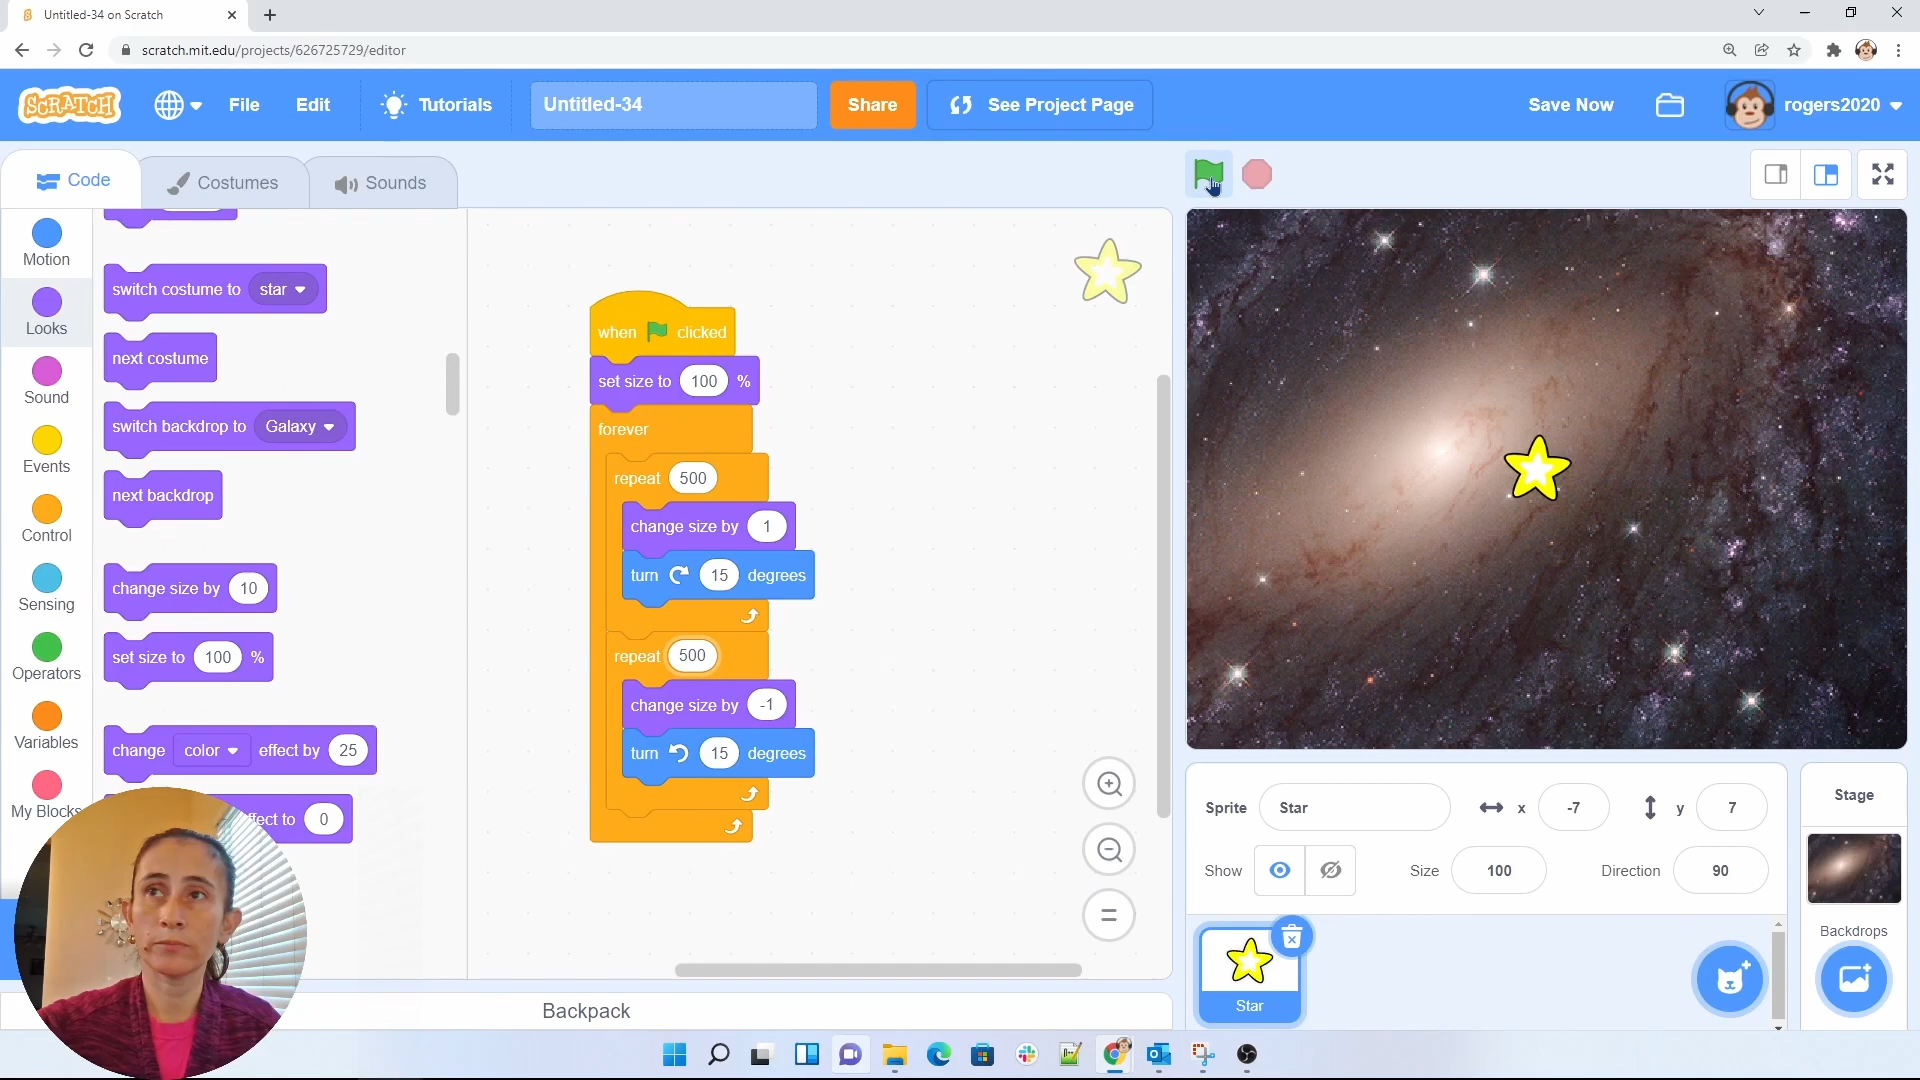 Untitled-34 on Scratch
scratch.mit.edu/projects/626725729/editor
SCRATCH
File
Edit
Tutorials
Untitled-34
Share
See Project Page
Save Now
rogers2020
Code
Costumes
Sounds
Motion
Looks
Sound
Events
Control
Sensing
Operators
Variables
My Blocks
switch costume to star
next costume
switch backdrop to Galaxy
next backdrop
change size by 10
set size to 100 %
change color effect by 25
ffect to 0
when clicked
set size to 100 %
forever
repeat 500
change size by 1
turn 15 degrees
repeat 500
change size by -1
turn 15 degrees
Backpack
Sprite Star x -7 y 7
Show Size 100 Direction 90
Star
Stage
Backdrops